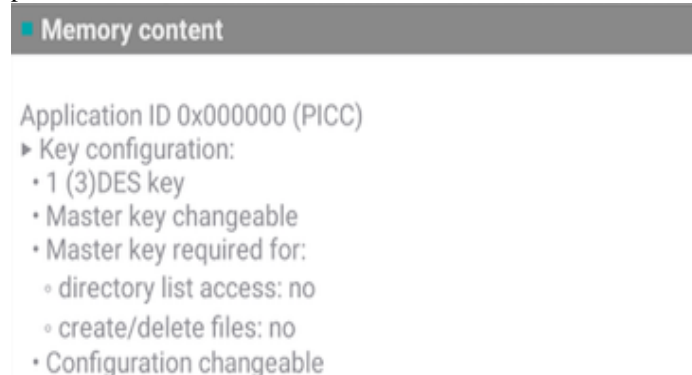 Memory content
Application ID 0x000000 (PICC)
▸ Key configuration:
• 1 (3)DES key
• Master key changeable
• Master key required for:
◦ directory list access: no
◦ create/delete files: no
• Configuration changeable